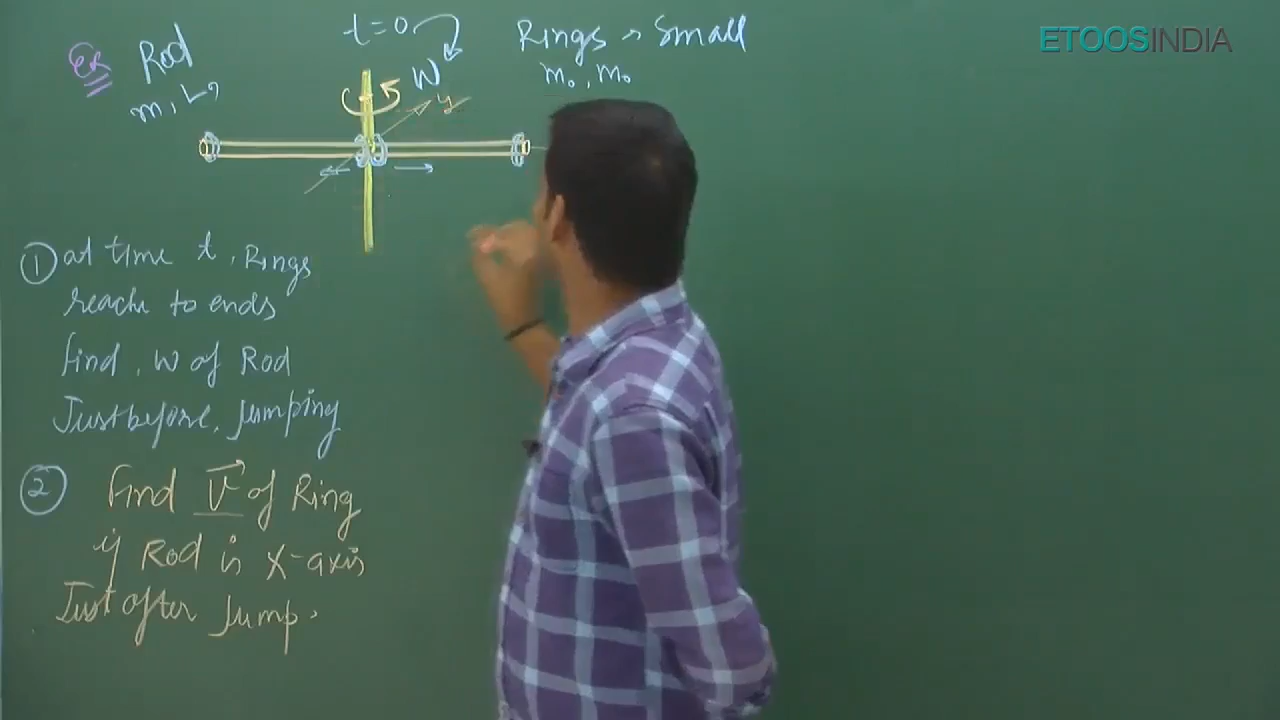 Ex Rod
m, L,
t=0
W
y
Rings → Small
m₀, m₀
ETOOSINDIA
① at time t, Rings
reache to ends
find, W of Rod
Just before, Jumping
② Find V⃗ of Ring
if Rod is x-axis
Just after Jump.